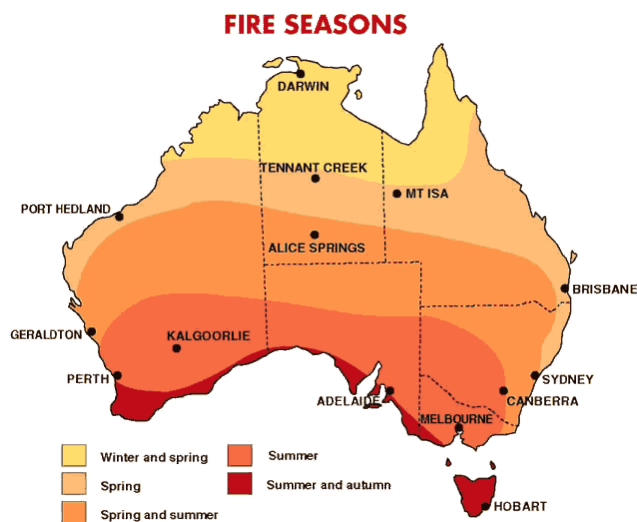 FIRE SEASONS
DARWIN
TENNANT CREEK
MT ISA
PORT HEDLAND
ALICE SPRINGS
BRISBANE
GERALDTON
KALGOORLIE
PERTH
ADELAIDE
SYDNEY
CANBERRA
MELBOURNE
Winter and spring
Spring
Spring and summer
Summer
Summer and autumn
HOBART